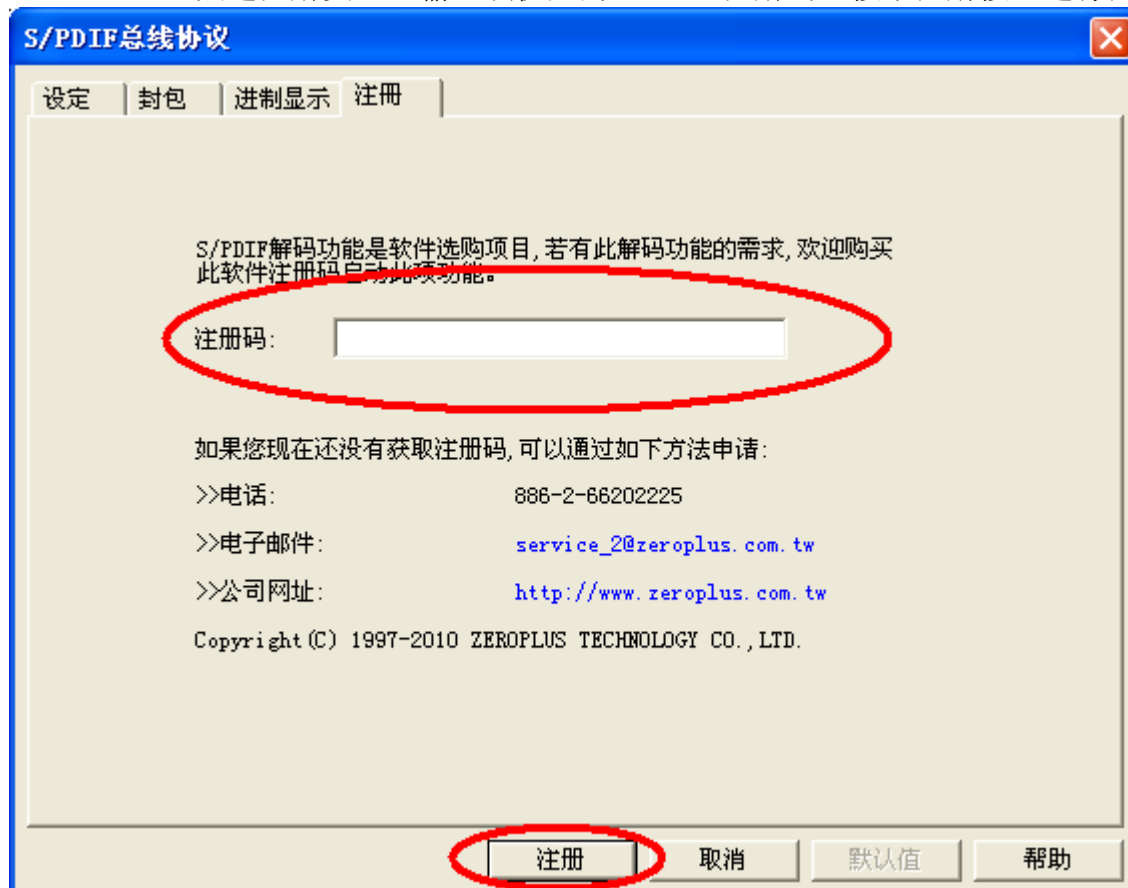 S/PDIF总线协议
设定 封包 进制显示 注册
S/PDIF解码功能是软件选购项目,若有此解码功能的需求,欢迎购买
此软件注册码启动此项功能。
注册码:
如果您现在还没有获取注册码,可以通过如下方法申请:
>>电话: 886-2-66202225
>>电子邮件: service_2@zeroplus.com.tw
>>公司网址: http://www.zeroplus.com.tw
Copyright(C) 1997-2010 ZEROPLUS TECHNOLOGY CO.,LTD.
注册 取消 默认值 帮助